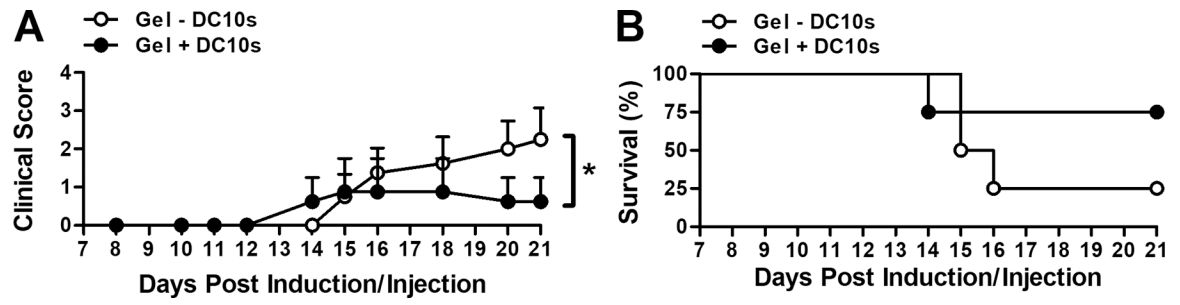 A
Gel - DC10s
Gel + DC10s
Clinical Score
4
3
2
1
0
7 8 9 10 11 12 13 14 15 16 17 18 19 20 21
Days Post Induction/Injection
*
B
Gel - DC10s
Gel + DC10s
Survival (%)
100
75
50
25
0
7 8 9 10 11 12 13 14 15 16 17 18 19 20 21
Days Post Induction/Injection